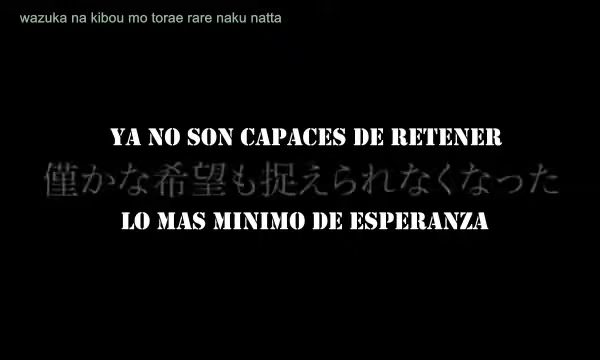 wazuka na kibou mo torae rare naku natta
YA NO SON CAPACES DE RETENER
僅かな希望も捉えられなくなった
LO MAS MINIMO DE ESPERANZA